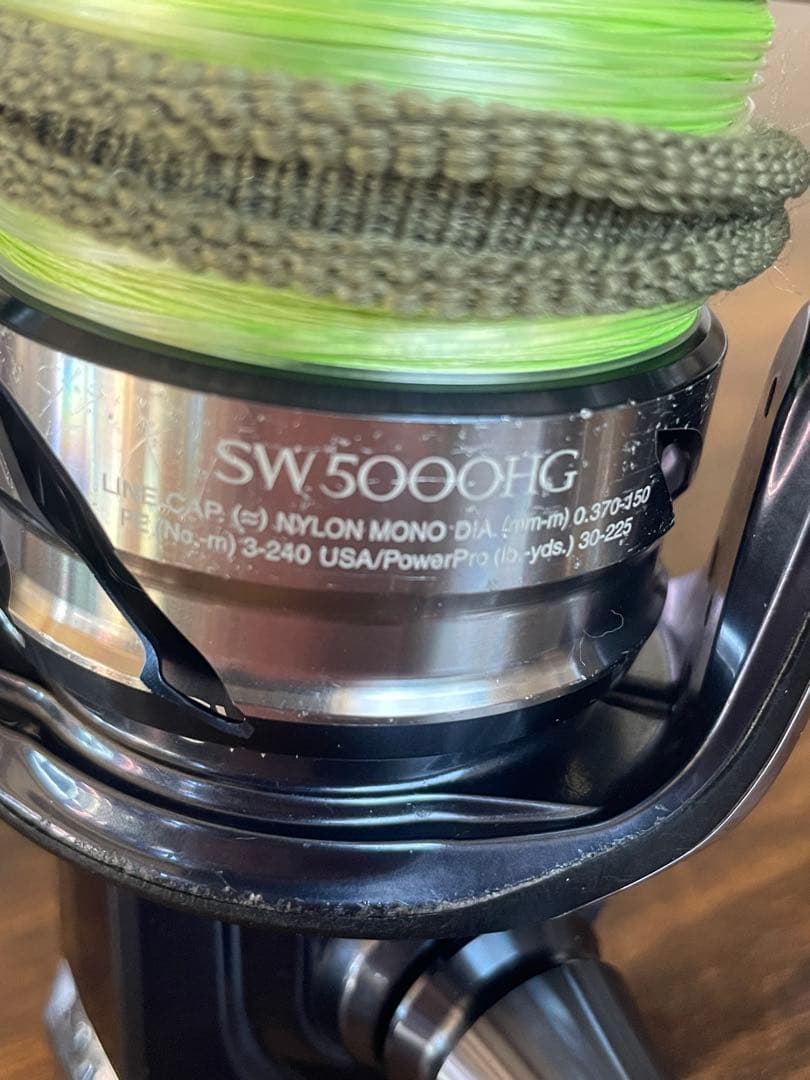 SW 5000HG
LINE CAP. (≈) NYLON MONO DIA. (mm-m) 0.370-150
PE (No.-m) 3-240 USA/PowerPro (lb.-yds.) 30-225